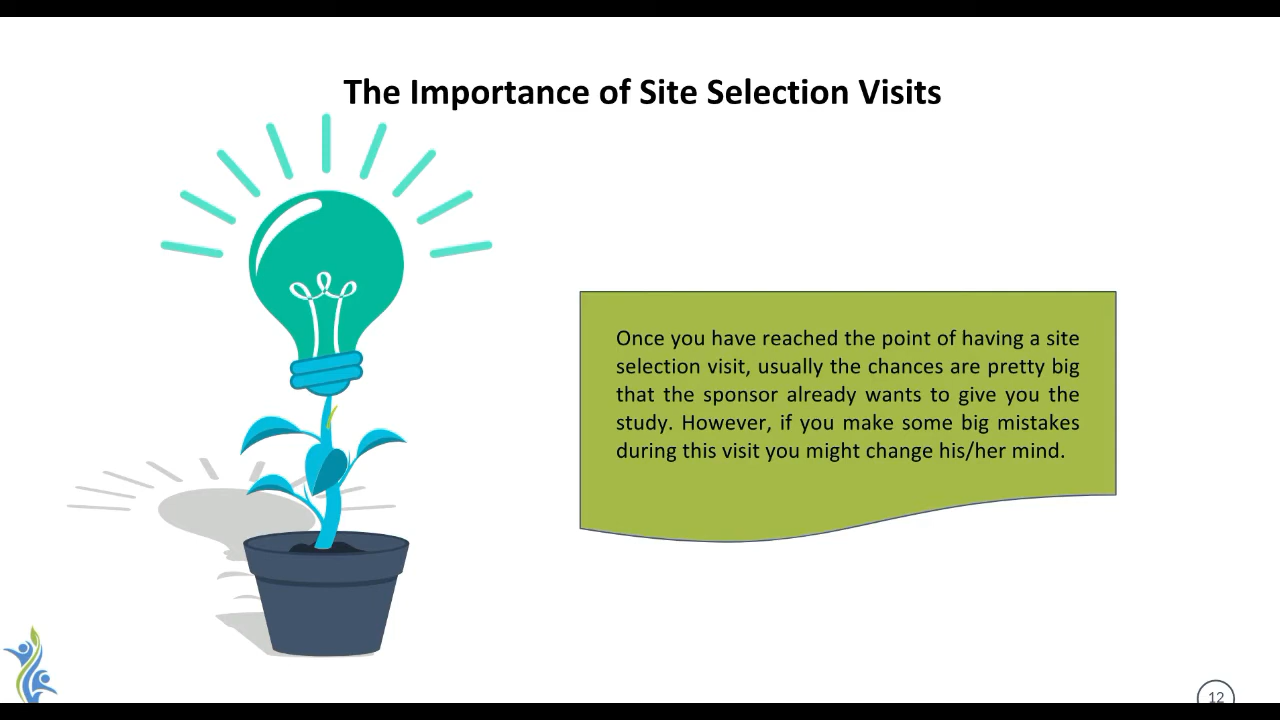 The Importance of Site Selection Visits
Once you have reached the point of having a site
selection visit, usually the chances are pretty big
that the sponsor already wants to give you the
study. However, if you make some big mistakes
during this visit you might change his/her mind.
12